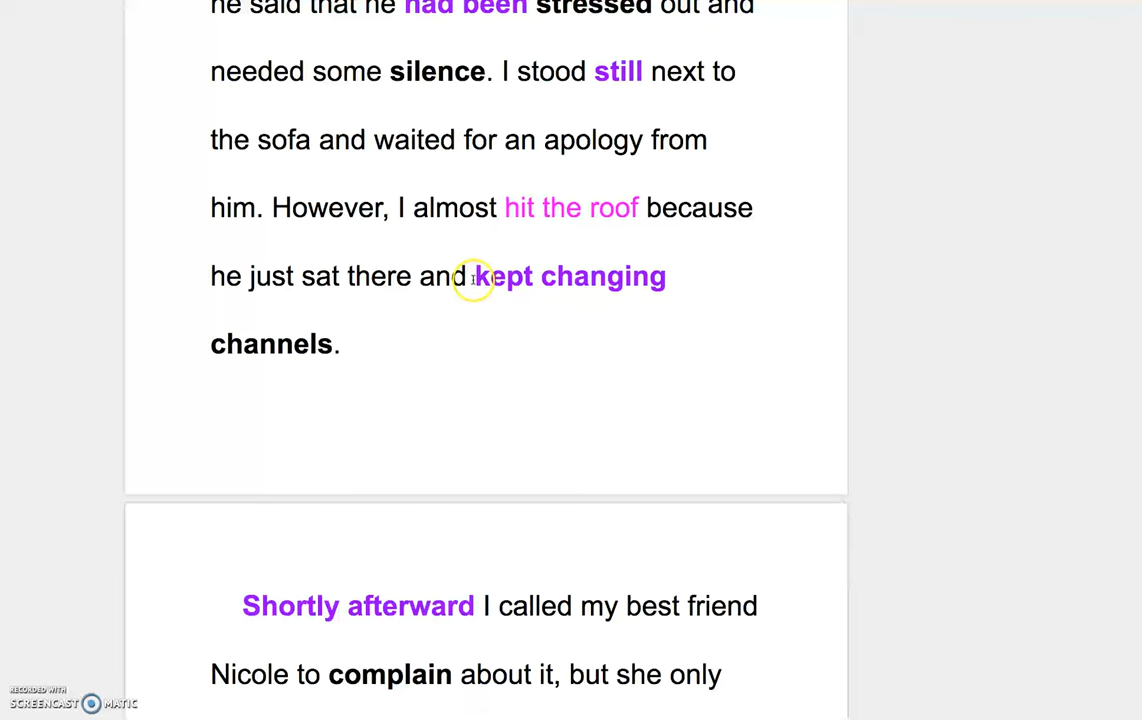 he said that he had been stressed out and
needed some silence. I stood still next to
the sofa and waited for an apology from
him. However, I almost hit the roof because
he just sat there and kept changing
channels.
Shortly afterward I called my best friend
Nicole to complain about it, but she only
RECORDED WITH
SCREENCAST MATIC